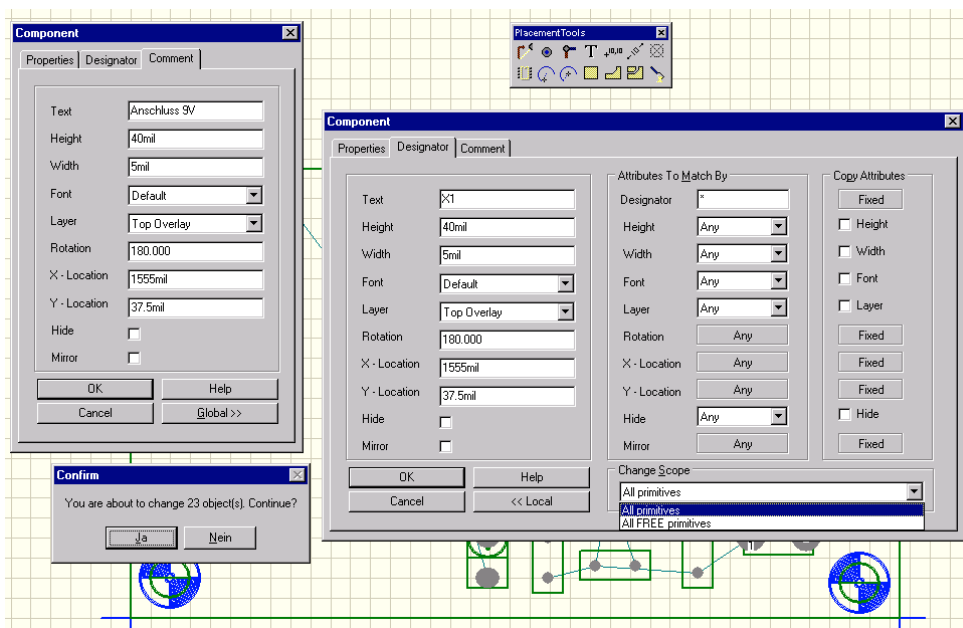 Component
Properties Designator Comment
Text Anschluss 9V
Height 40mil
Width 5mil
Font Default
Layer Top Overlay
Rotation 180.000
X - Location 1555mil
Y - Location 37.5mil
Hide
Mirror
OK Help
Cancel Global >>
PlacementTools
T +10,10
Component
Properties Designator Comment
Attributes To Match By Copy Attributes
Text X1 Designator * Fixed
Height 40mil Height Any Height
Width 5mil Width Any Width
Font Default Font Any Font
Layer Top Overlay Layer Any Layer
Rotation 180.000 Rotation Any Fixed
X - Location 1555mil X - Location Any Fixed
Y - Location 37.5mil Y - Location Any Fixed
Hide Hide Any Hide
Mirror Mirror Any Fixed
OK Help Change Scope
Cancel << Local All primitives
All primitives
All FREE primitives
Confirm
You are about to change 23 object(s). Continue?
Ja Nein
1